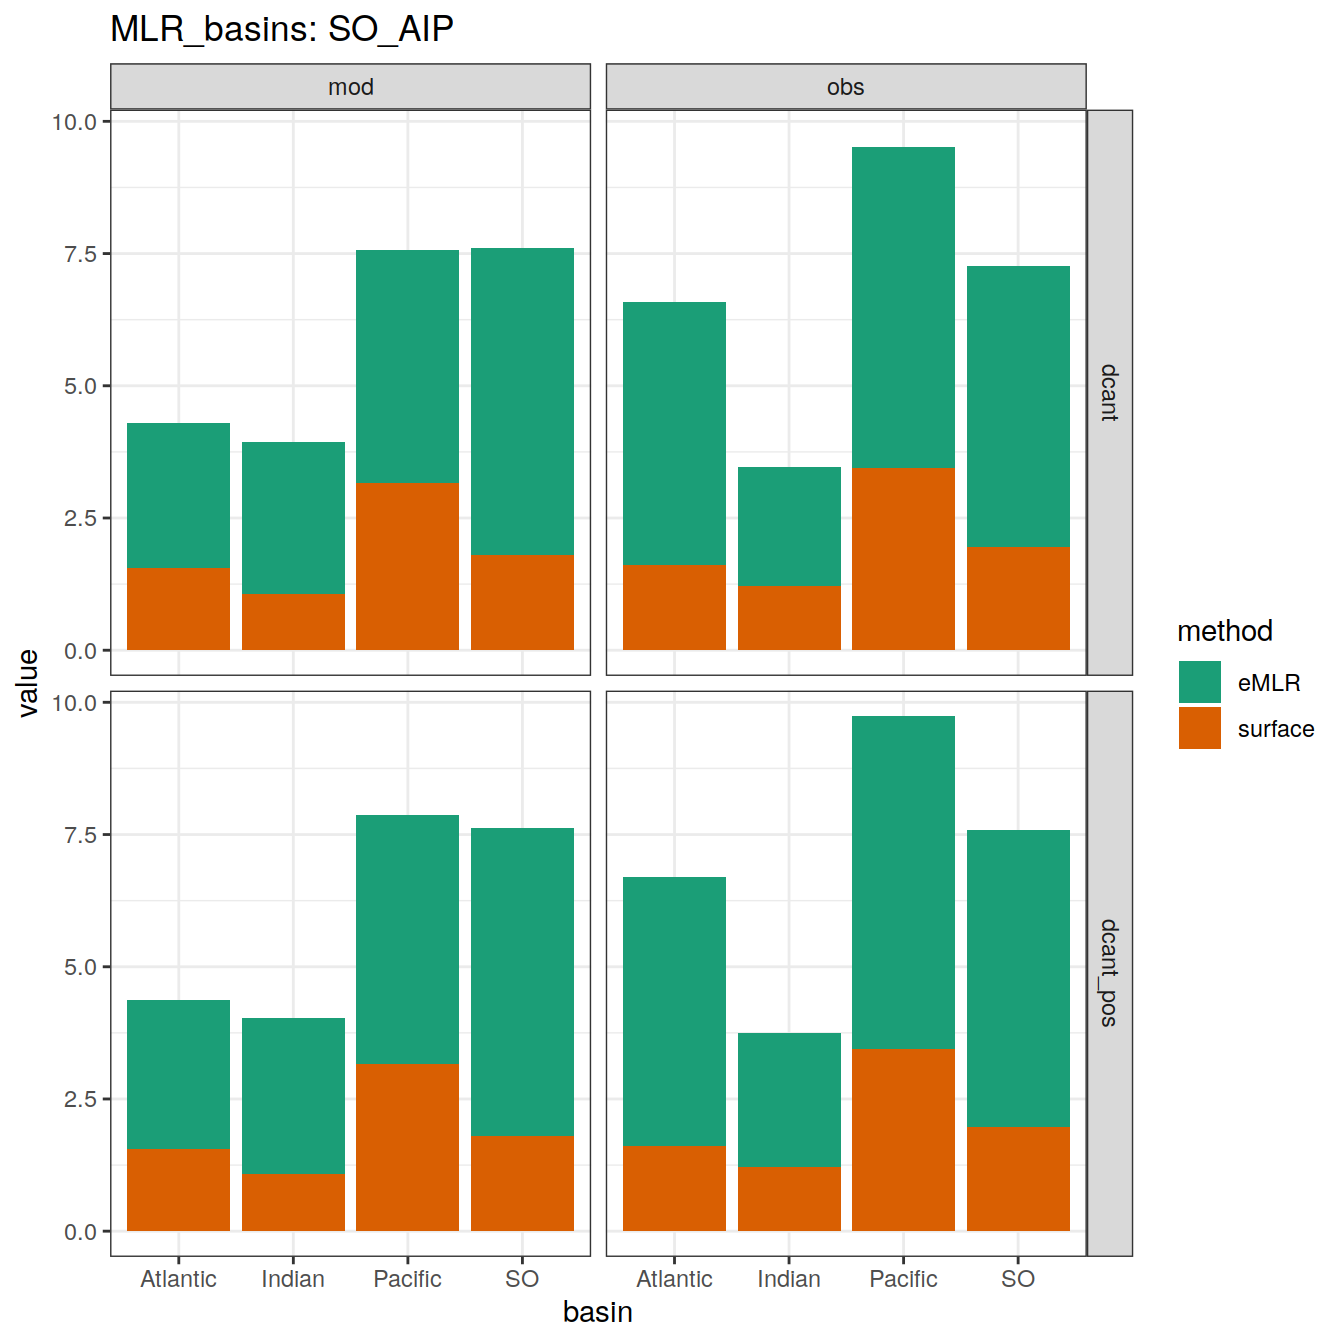 MLR_basins: SO_AIP
mod
obs
10.0
7.5
5.0
2.5
0.0
dcant
value
10.0
7.5
5.0
2.5
0.0
dcant_pos
Atlantic Indian Pacific SO
Atlantic Indian Pacific SO
basin
method
eMLR
surface